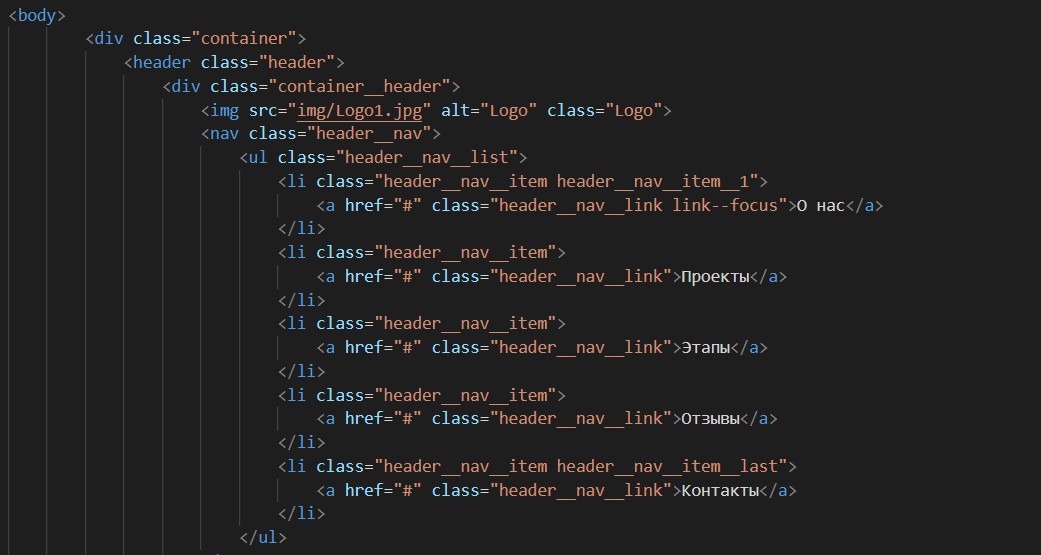 <body>
<div class="container">
<header class="header">
<div class="container__header">
<img src="img/Logo1.jpg" alt="Logo" class="Logo">
<nav class="header__nav">
<ul class="header__nav__list">
<li class="header__nav__item header__nav__item__1">
<a href="#" class="header__nav__link link--focus">О нас</a>
</li>
<li class="header__nav__item">
<a href="#" class="header__nav__link">Проекты</a>
</li>
<li class="header__nav__item">
<a href="#" class="header__nav__link">Этапы</a>
</li>
<li class="header__nav__item">
<a href="#" class="header__nav__link">Отзывы</a>
</li>
<li class="header__nav__item header__nav__item__last">
<a href="#" class="header__nav__link">Контакты</a>
</li>
</ul>